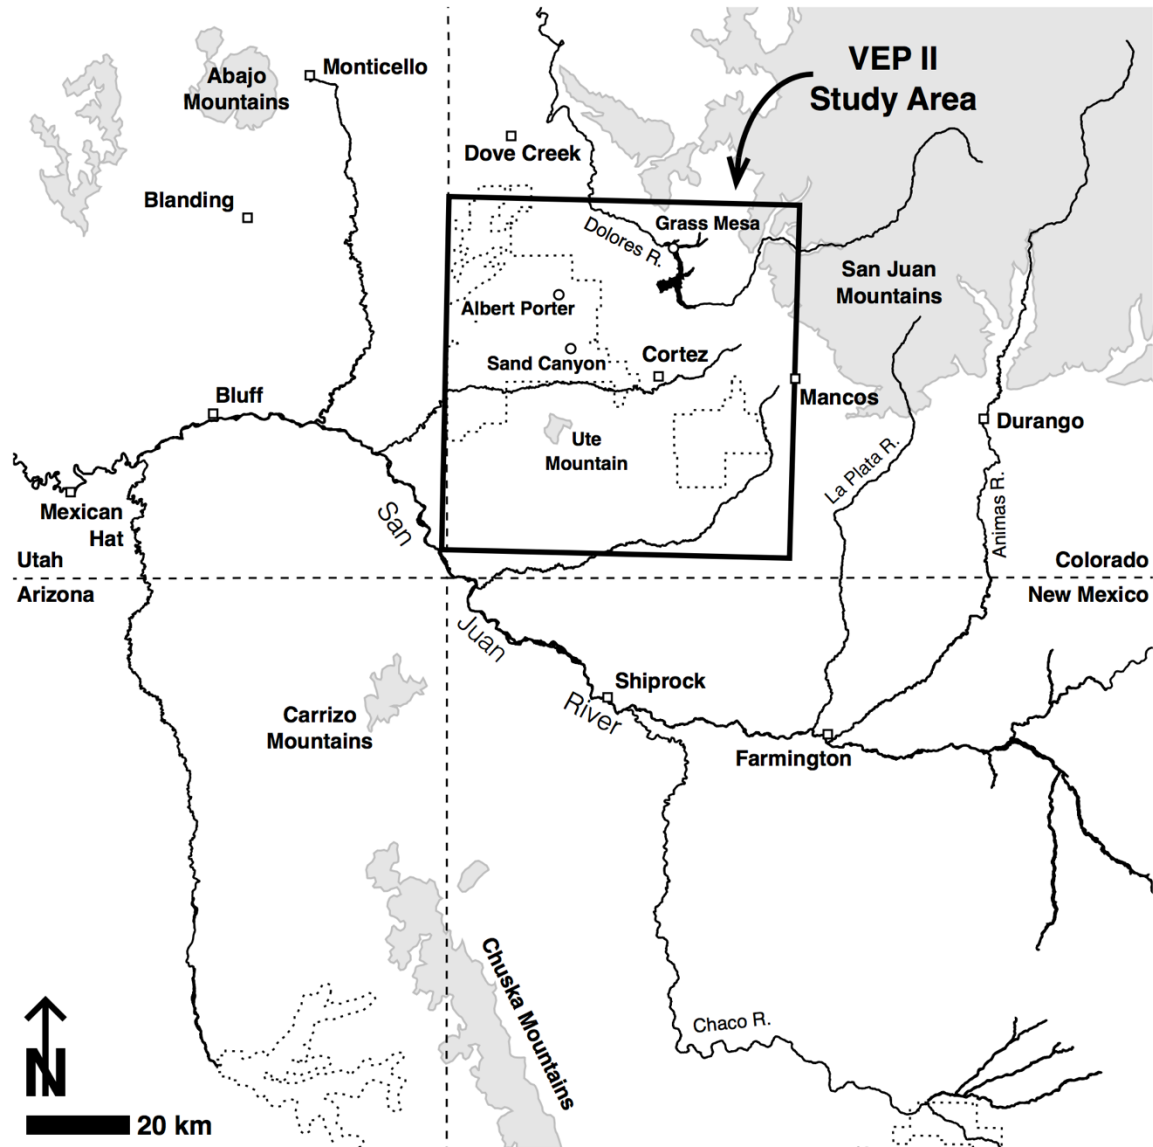 VEP II
Study Area
Abajo
Mountains
Monticello
Dove Creek
Blanding
Grass Mesa
Dolores R.
San Juan
Mountains
Albert Porter
Sand Canyon
Cortez
Mancos
Bluff
Durango
Ute
Mountain
La Plata R.
Animas R.
Mexican
Hat
San
Juan
River
Utah
Arizona
Colorado
New Mexico
Shiprock
Carrizo
Mountains
Farmington
Chuska Mountains
Chaco R.
N
20 km